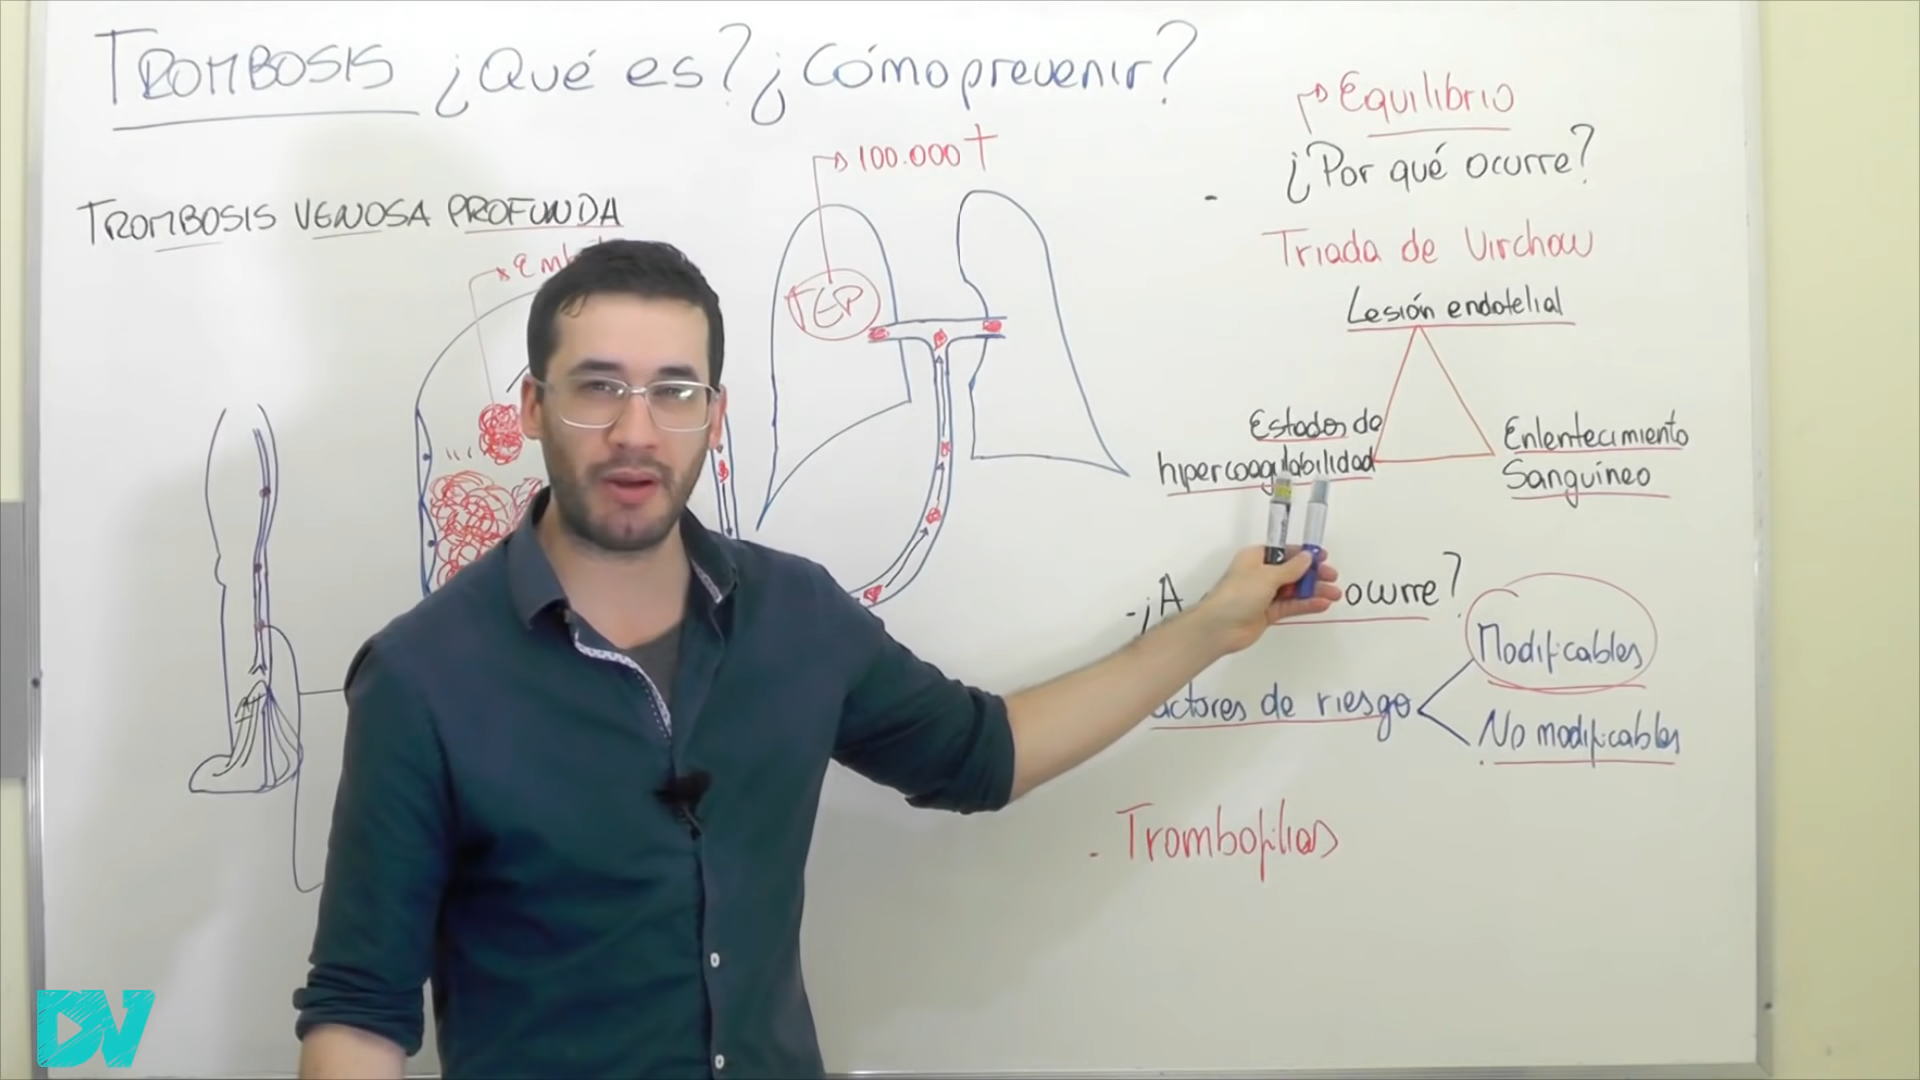 TROMBOSIS ¿Qué es? ¿Cómo prevenir?
TROMBOSIS VENOSA PROFUNDA
100.000
TEP
Equilibrio
¿Por qué ocurre?
Triada de Virchow
Lesión endotelial
Estados de
hipercoagulabilidad
Enlentecimiento
Sanguíneo
-¿A ocurre?
actores de riesgo
Modificables
No modificables
- Trombofilias
DV